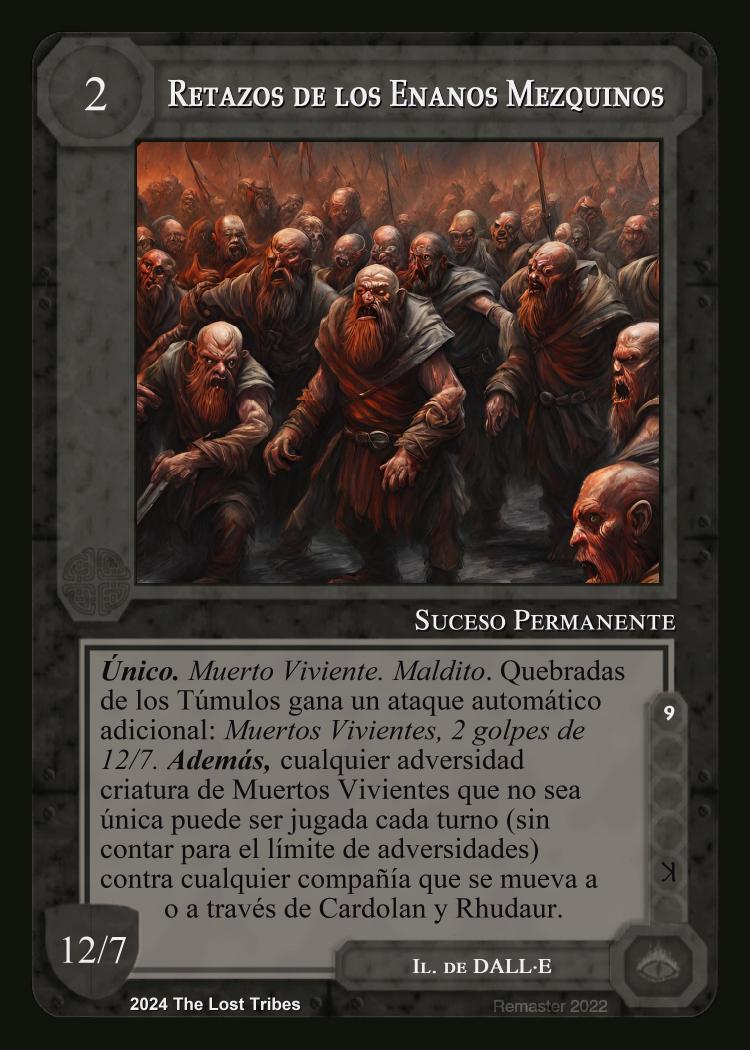 2
Retazos de los Enanos Mezquinos
Suceso Permanente
Único. Muerto Viviente. Maldito. Quebradas
de los Túmulos gana un ataque automático
adicional: Muertos Vivientes, 2 golpes de
12/7. Además, cualquier adversidad
criatura de Muertos Vivientes que no sea
única puede ser jugada cada turno (sin
contar para el límite de adversidades)
contra cualquier compañía que se mueva a
o a través de Cardolan y Rhudaur.
9
12/7
Il. de DALL·E
2024 The Lost Tribes
Remaster 2022